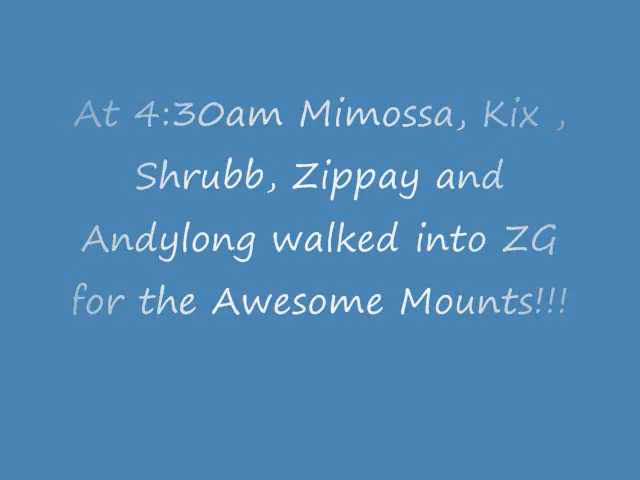 At 4:30am Mimossa, Kix ,
Shrubb, Zippay and
Andylong walked into ZG
for the Awesome Mounts!!!